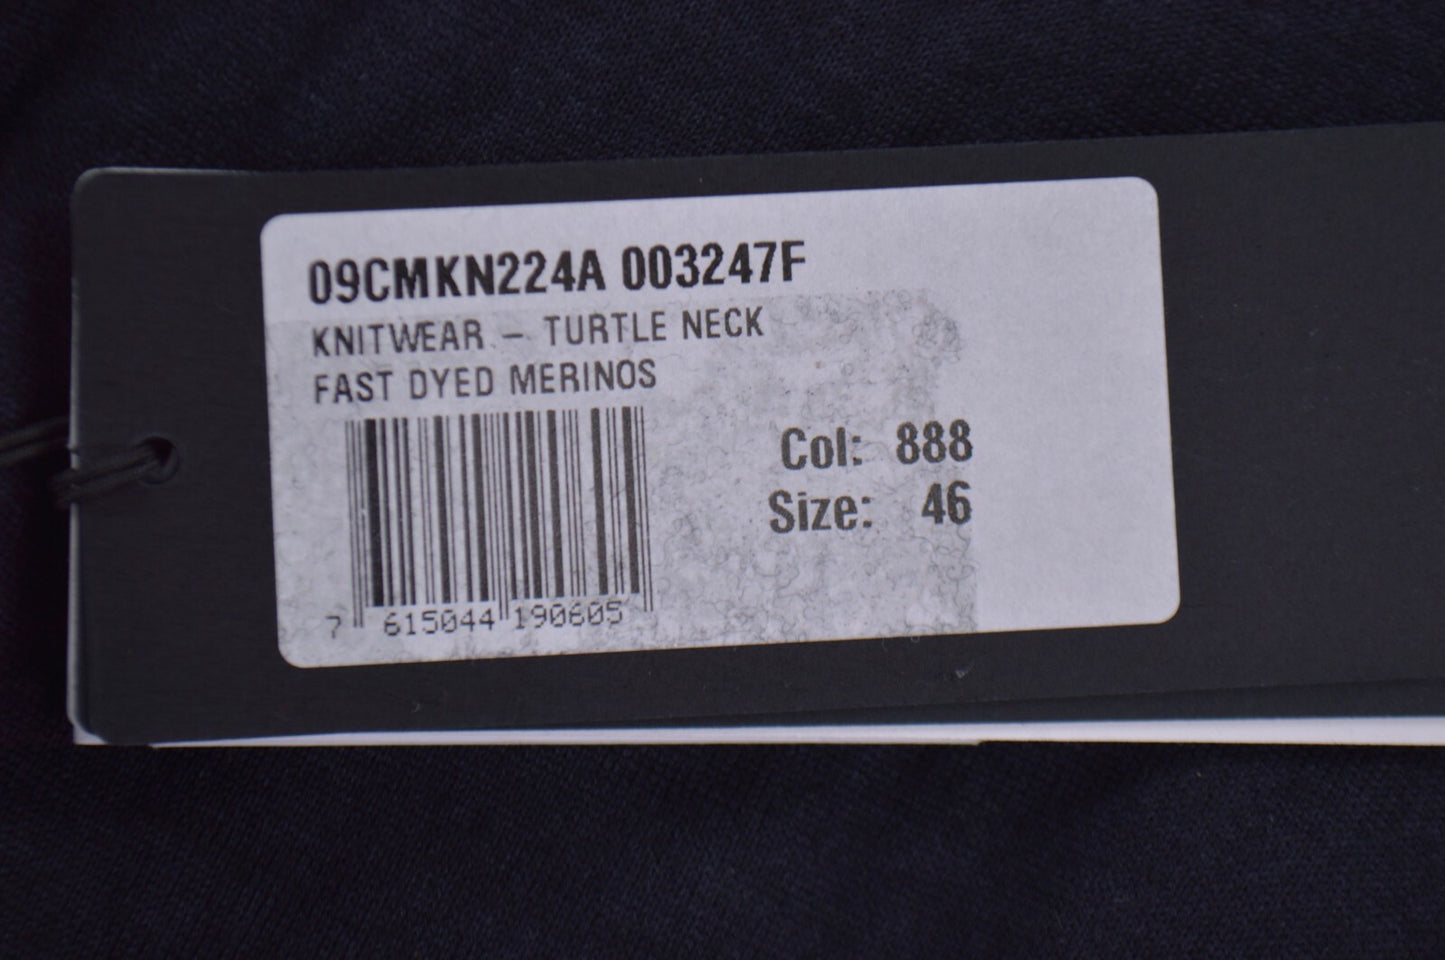 09CMKN224A 003247F
KNITWEAR - TURTLE NECK
FAST DYED MERINOS
Col: 888
Size: 46
7 615044 190605